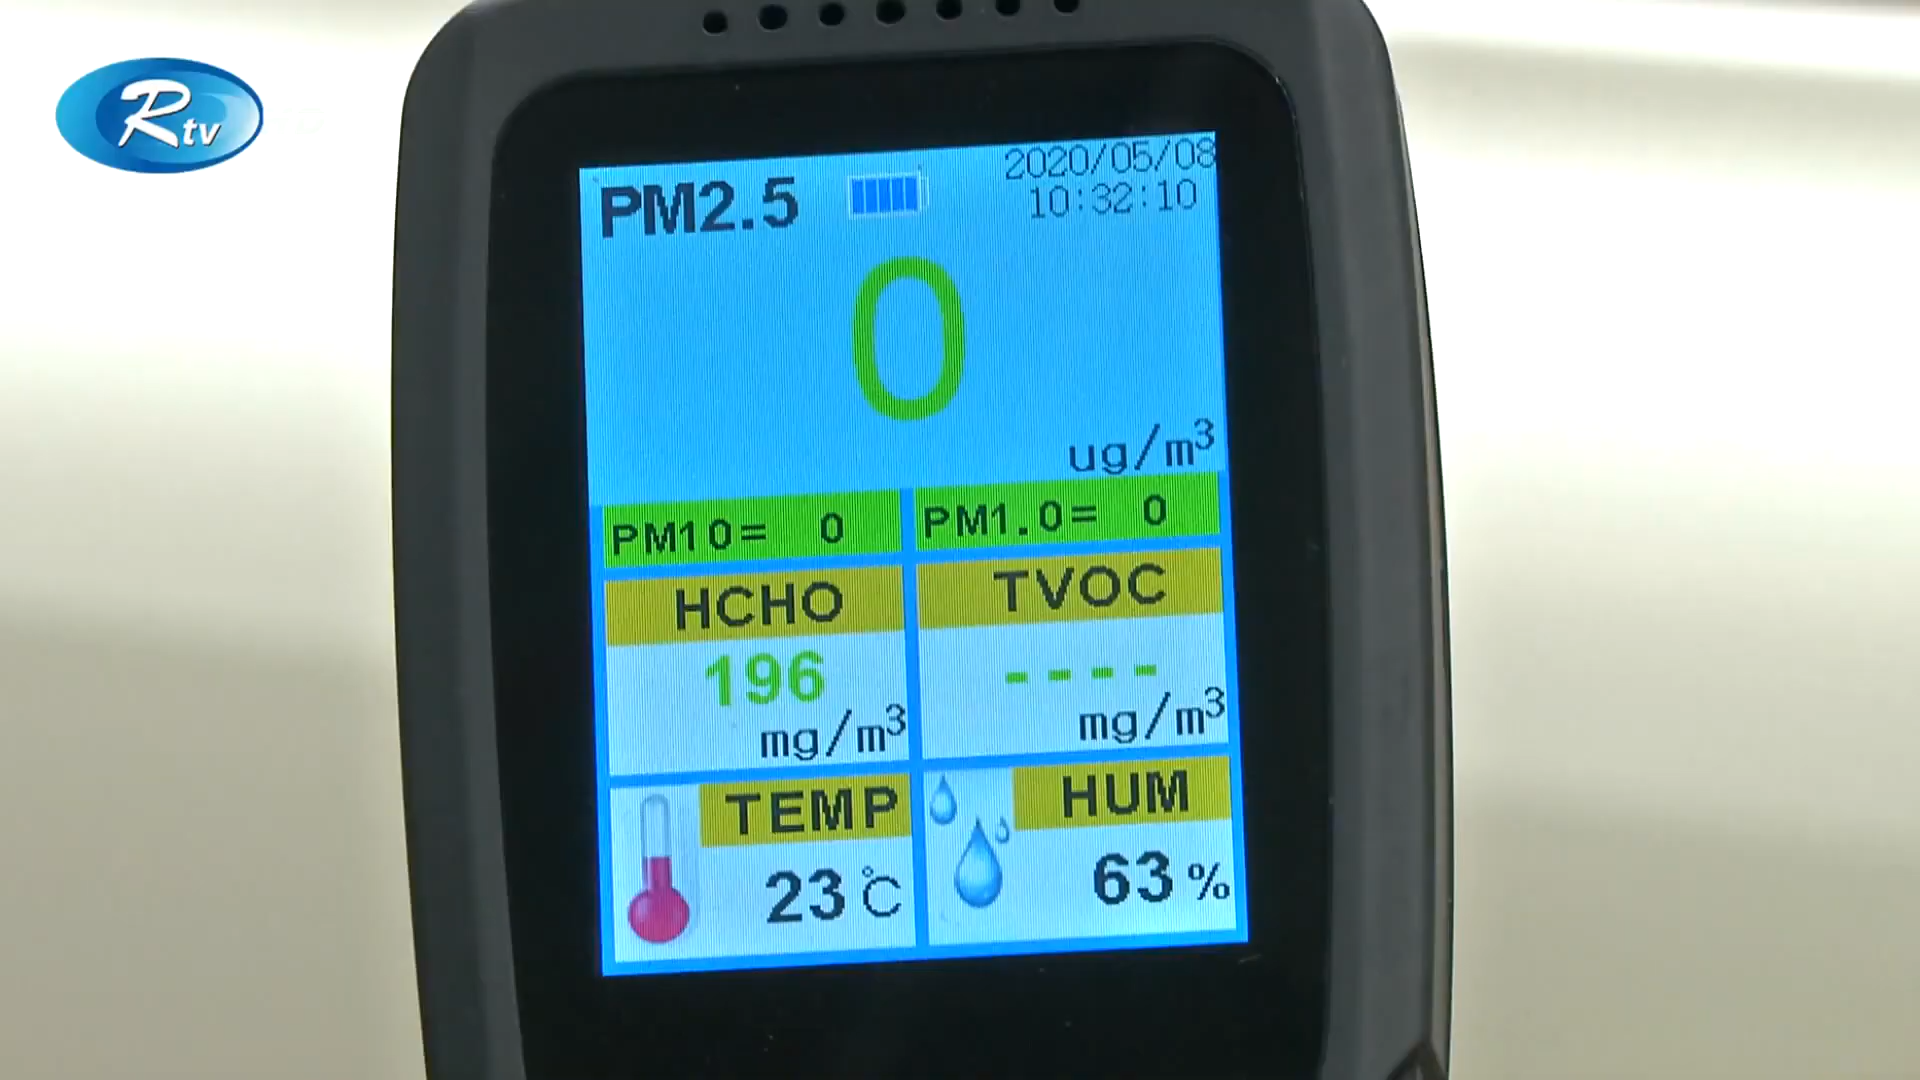 Rtv
2020/05/08
PM2.5
10:32:10
0
ug/m³
PM10= 0
PM1.0= 0
HCHO
TVOC
196
----
mg/m³
mg/m³
TEMP
HUM
23 ℃
63 %